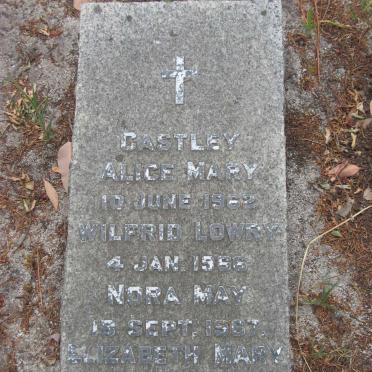 CASTLEY
ALICE MARY
10 JUNE 1962
WILFRID LOWRY
4 JAN. 1966
NORA MAY
15 SEPT. 1967.
ELIZABETH MARY